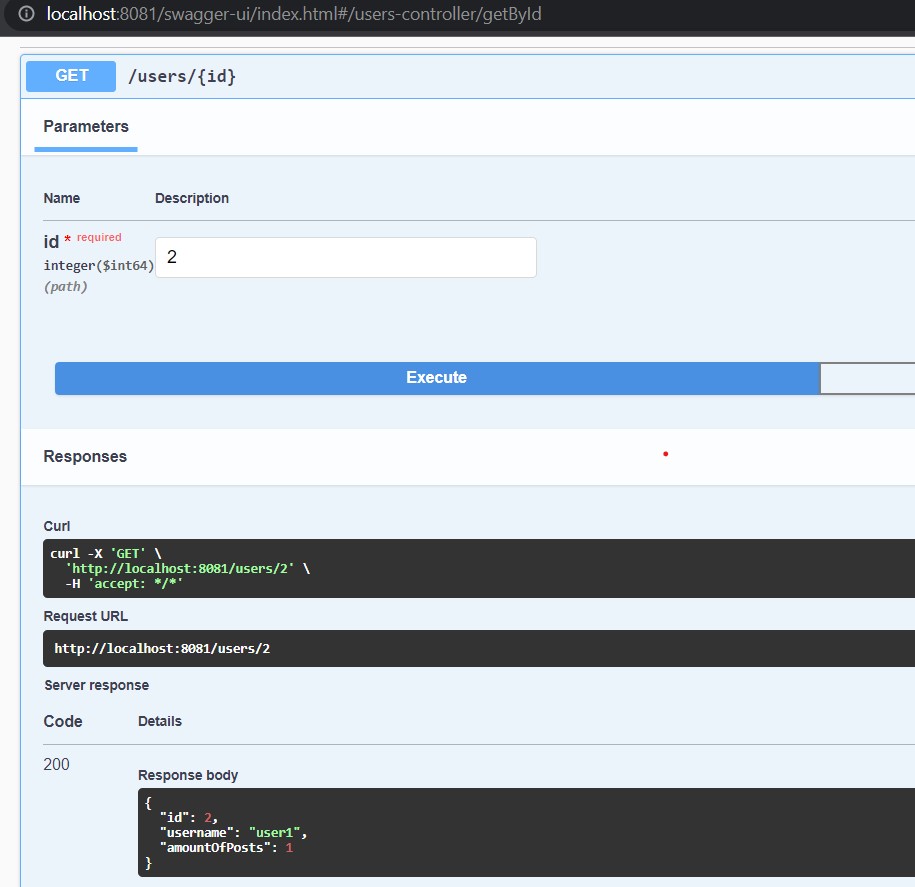 localhost:8081/swagger-ui/index.html#/users-controller/getById
GET /users/{id}
Parameters
Name Description
id * required
integer($int64)
(path)
2
Execute
Responses
Curl
curl -X 'GET' \
  'http://localhost:8081/users/2' \
  -H 'accept: */*'
Request URL
http://localhost:8081/users/2
Server response
Code Details
200
Response body
{
  "id": 2,
  "username": "user1",
  "amountOfPosts": 1
}